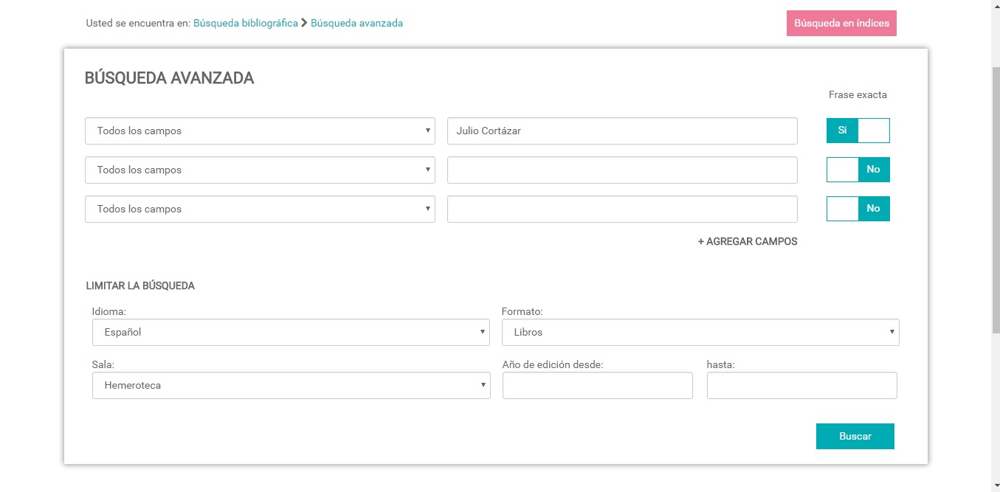 Usted se encuentra en: Búsqueda bibliográfica > Búsqueda avanzada
Búsqueda en índices
BÚSQUEDA AVANZADA
Frase exacta
Todos los campos
Julio Cortázar
Si
Todos los campos
No
Todos los campos
No
+ AGREGAR CAMPOS
LIMITAR LA BÚSQUEDA
Idioma:
Formato:
Español
Libros
Sala:
Año de edición desde:
hasta:
Hemeroteca
Buscar